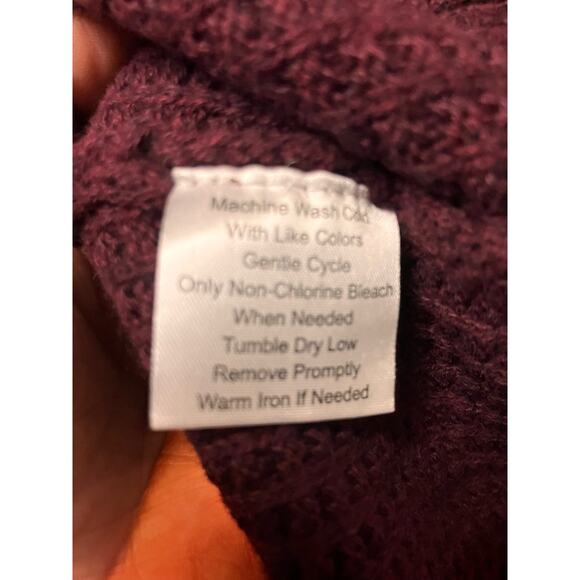 Machine Wash Cold
With Like Colors
Gentle Cycle
Only Non-Chlorine Bleach
When Needed
Tumble Dry Low
Remove Promptly
Warm Iron If Needed